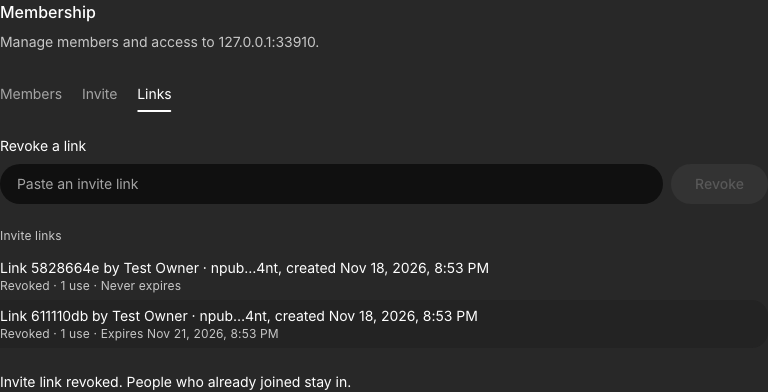 Membership
Manage members and access to 127.0.0.1:33910.
Members Invite Links
Revoke a link
Paste an invite link Revoke
Invite links
Link 5828664e by Test Owner · npub…4nt, created Nov 18, 2026, 8:53 PM
Revoked · 1 use · Never expires
Link 611110db by Test Owner · npub…4nt, created Nov 18, 2026, 8:53 PM
Revoked · 1 use · Expires Nov 21, 2026, 8:53 PM
Invite link revoked. People who already joined stay in.